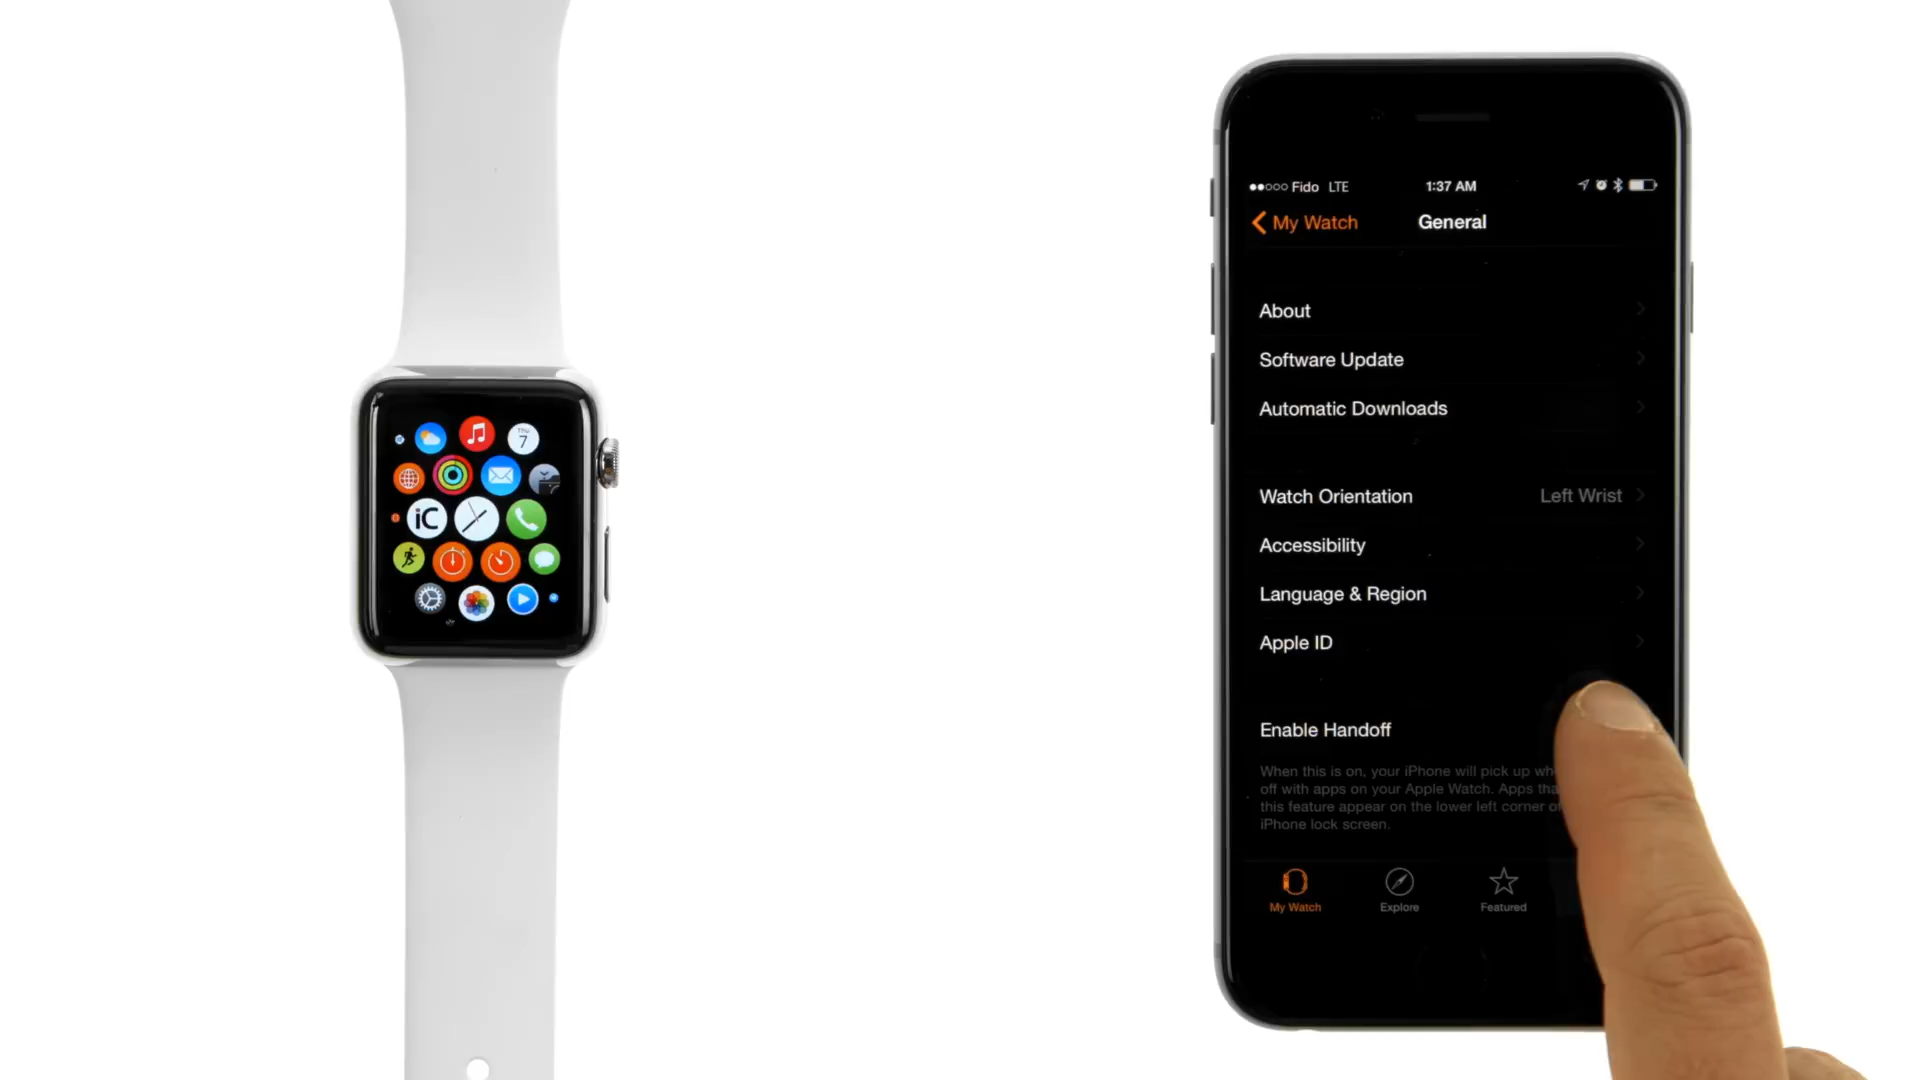 THU
7
iC
Fido LTE
1:37 AM
My Watch
General
About
Software Update
Automatic Downloads
Watch Orientation
Left Wrist
Accessibility
Language & Region
Apple ID
Enable Handoff
When this is on, your iPhone will pick up
off with apps on your Apple Watch. Apps
this feature appear on the lower left corner
iPhone lock screen.
My Watch
Explore
Featured